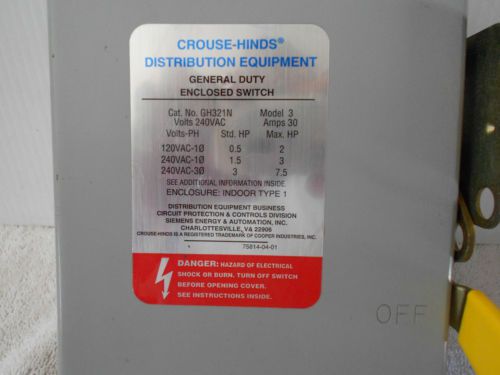 CROUSE-HINDS®
DISTRIBUTION EQUIPMENT
GENERAL DUTY
ENCLOSED SWITCH
Cat. No. GH321N Model 3
Volts 240VAC Amps 30
Volts-PH Std. HP Max. HP
120VAC-1Ø 0.5 2
240VAC-1Ø 1.5 3
240VAC-3Ø 3 7.5
SEE ADDITIONAL INFORMATION INSIDE.
ENCLOSURE: INDOOR TYPE 1
DISTRIBUTION EQUIPMENT BUSINESS
CIRCUIT PROTECTION & CONTROLS DIVISION
SIEMENS ENERGY & AUTOMATION, INC.
CHARLOTTESVILLE, VA 22906
CROUSE-HINDS IS A REGISTERED TRADEMARK OF COOPER INDUSTRIES, INC.
75814-04-01
DANGER: HAZARD OF ELECTRICAL
SHOCK OR BURN. TURN OFF SWITCH
BEFORE OPENING COVER.
SEE INSTRUCTIONS INSIDE.
OFF